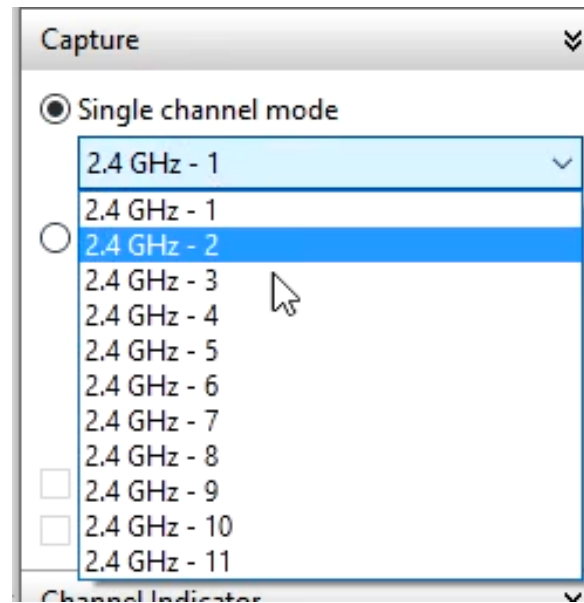 Capture
Single channel mode
2.4 GHz - 1
2.4 GHz - 1
2.4 GHz - 2
2.4 GHz - 3
2.4 GHz - 4
2.4 GHz - 5
2.4 GHz - 6
2.4 GHz - 7
2.4 GHz - 8
2.4 GHz - 9
2.4 GHz - 10
2.4 GHz - 11
Channel Indicator